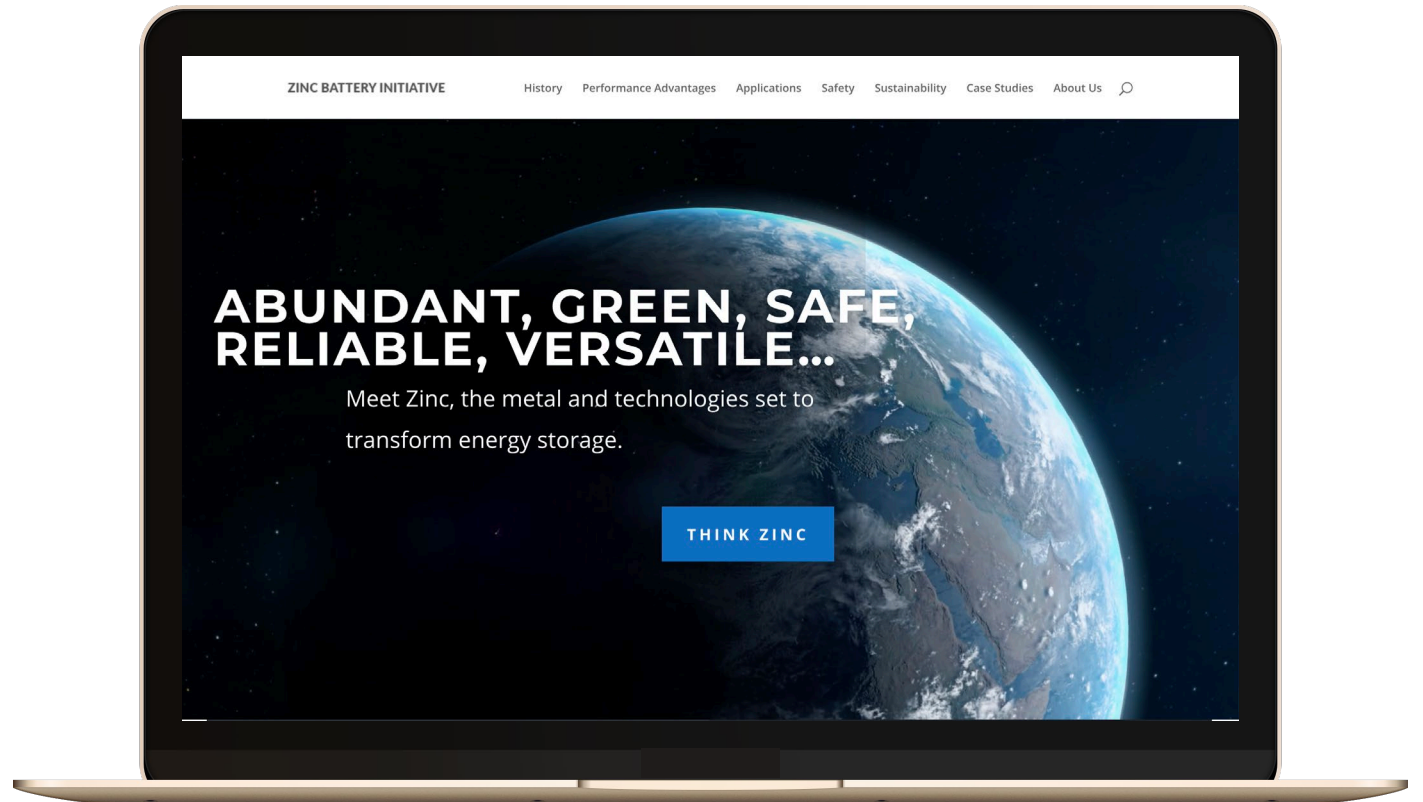 ZINC BATTERY INITIATIVE
History Performance Advantages Applications Safety Sustainability Case Studies About Us
ABUNDANT, GREEN, SAFE,
RELIABLE, VERSATILE...
Meet Zinc, the metal and technologies set to
transform energy storage.
THINK ZINC